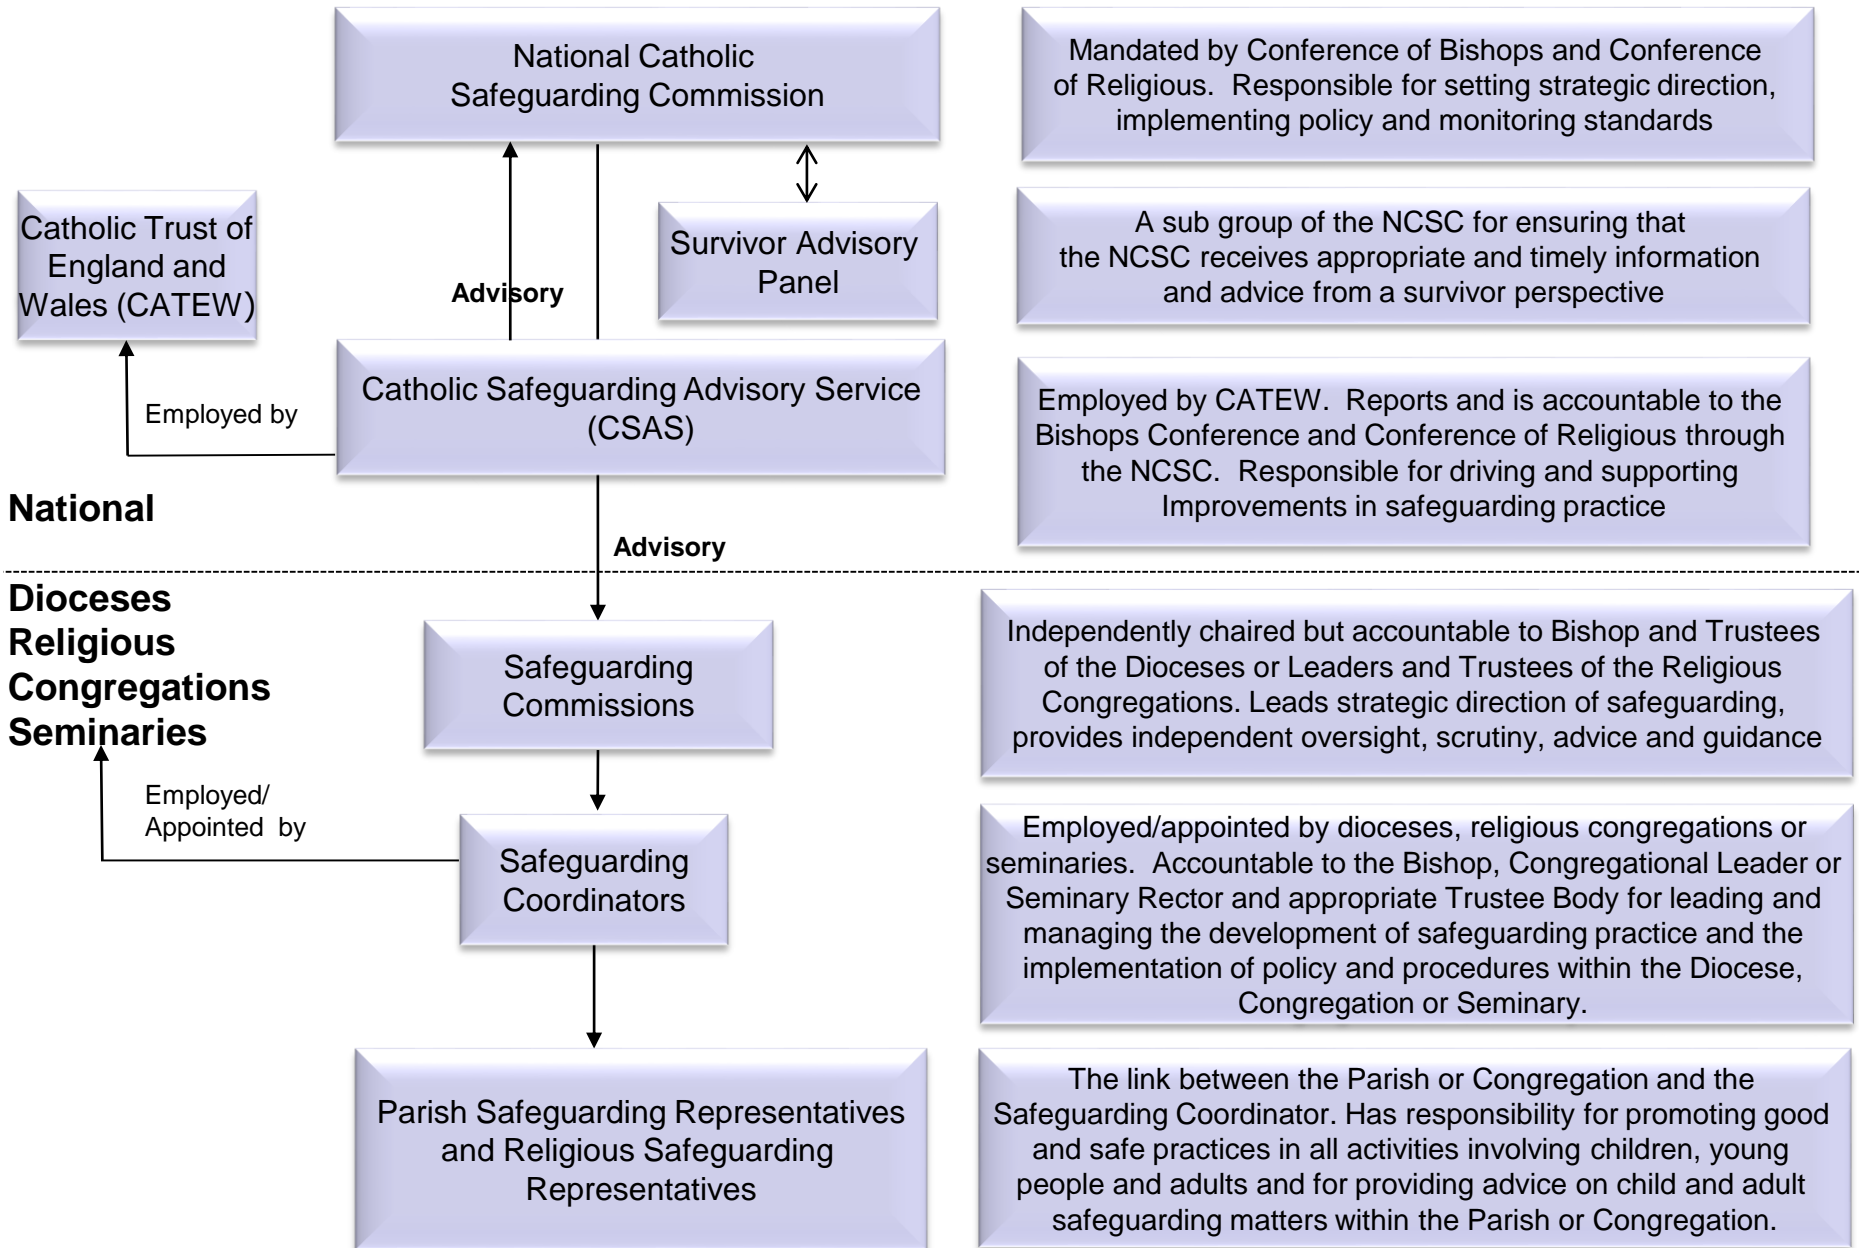 National Catholic
Safeguarding Commission
Mandated by Conference of Bishops and Conference
of Religious.  Responsible for setting strategic direction,
implementing policy and monitoring standards
Catholic Trust of
England and
Wales (CATEW)
Survivor Advisory
Panel
A sub group of the NCSC for ensuring that
the NCSC receives appropriate and timely information
and advice from a survivor perspective
Advisory
Catholic Safeguarding Advisory Service
(CSAS)
Employed by
Employed by CATEW.  Reports and is accountable to the
Bishops Conference and Conference of Religious through
the NCSC.  Responsible for driving and supporting
Improvements in safeguarding practice
National
Advisory
Dioceses
Religious
Congregations
Seminaries
Safeguarding
Commissions
Independently chaired but accountable to Bishop and Trustees
of the Dioceses or Leaders and Trustees of the Religious
Congregations. Leads strategic direction of safeguarding,
provides independent oversight, scrutiny, advice and guidance
Employed/
Appointed  by
Safeguarding
Coordinators
Employed/appointed by dioceses, religious congregations or
seminaries.  Accountable to the Bishop, Congregational Leader or
Seminary Rector and appropriate Trustee Body for leading and
managing the development of safeguarding practice and the
implementation of policy and procedures within the Diocese,
Congregation or Seminary.
Parish Safeguarding Representatives
and Religious Safeguarding
Representatives
The link between the Parish or Congregation and the
Safeguarding Coordinator. Has responsibility for promoting good
and safe practices in all activities involving children, young
people and adults and for providing advice on child and adult
safeguarding matters within the Parish or Congregation.